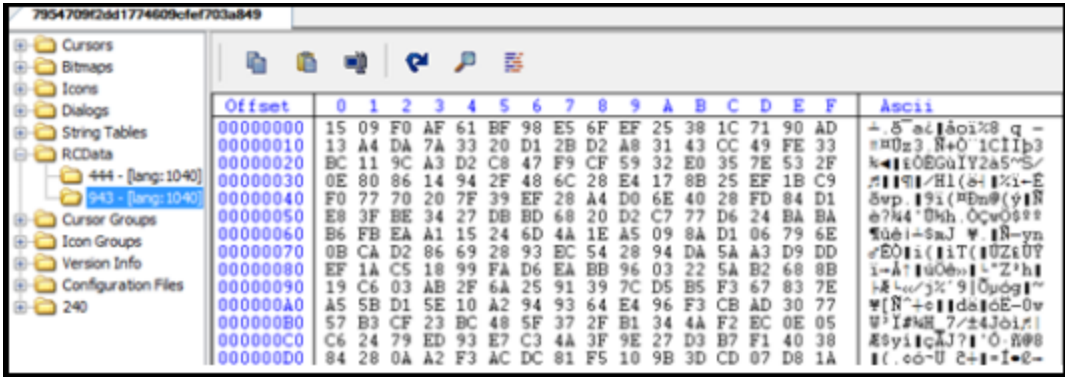 7954709f2dd1774609cfef703a849
Cursors
Bitmaps
Icons
Dialogs
String Tables
RCData
444 - [lang:1040]
943 - [lang:1040]
Cursor Groups
Icon Groups
Version Info
Configuration Files
240
Offset 0 1 2 3 4 5 6 7 8 9 A B C D E F Ascii
00000000 15 09 F0 AF 61 BF 98 E5 6F EF 25 38 1C 71 90 AD
00000010 13 A4 DA 7A 33 20 D1 2B D2 A8 31 43 CC 49 FE 33
00000020 BC 11 9C A3 D2 C8 47 F9 CF 59 32 E0 35 7E 53 2F
00000030 0E 80 86 14 94 2F 48 6C 28 E4 17 8B 25 EF 1B C9
00000040 F0 77 70 20 7F 39 EF 28 A4 D0 6E 40 28 FD 84 D1
00000050 E8 3F BE 34 27 DB BD 68 20 D2 C7 77 D6 24 BA BA
00000060 B6 FB EA A1 15 24 6D 4A 1E A5 09 8A D1 06 79 6E
00000070 0B CA D2 86 69 28 93 EC 54 28 94 DA 5A A3 D9 DD
00000080 EF 1A C5 18 99 FA D6 EA BB 96 03 22 5A B2 68 8B
00000090 19 C6 03 AB 2F 6A 25 91 39 7C D5 B5 F3 67 83 7E
000000A0 A5 5B D1 5E 10 A2 94 93 64 E4 96 F3 CB AD 30 77
000000B0 57 B3 CF 23 BC 48 5F 37 2F B1 34 4A F2 EC 0E 05
000000C0 C6 24 79 ED 93 E7 C3 4A 3F 9E 27 D3 B7 F1 40 38
000000D0 84 28 0A A2 F3 AC DC 81 F5 10 9B 3D CD 07 D8 1A